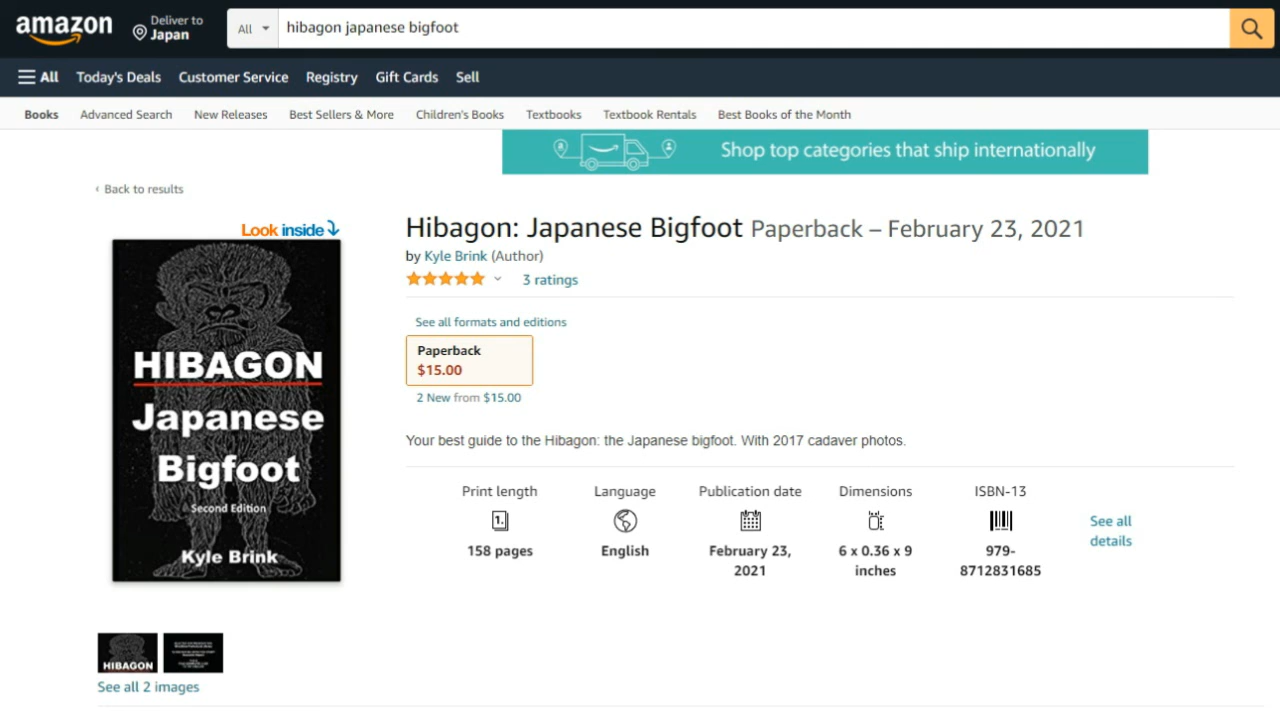 amazon
Deliver to
Japan
All
hibagon japanese bigfoot
All Today's Deals Customer Service Registry Gift Cards Sell
Books Advanced Search New Releases Best Sellers & More Children's Books Textbooks Textbook Rentals Best Books of the Month
Shop top categories that ship internationally
‹ Back to results
Look inside
HIBAGON
Japanese
Bigfoot
Second Edition
Kyle Brink
HIBAGON
See all 2 images
Hibagon: Japanese Bigfoot Paperback – February 23, 2021
by Kyle Brink (Author)
3 ratings
See all formats and editions
Paperback
$15.00
2 New from $15.00
Your best guide to the Hibagon: the Japanese bigfoot. With 2017 cadaver photos.
Print length
1.
158 pages
Language
English
Publication date
February 23,
2021
Dimensions
6 x 0.36 x 9
inches
ISBN-13
979-
8712831685
See all
details